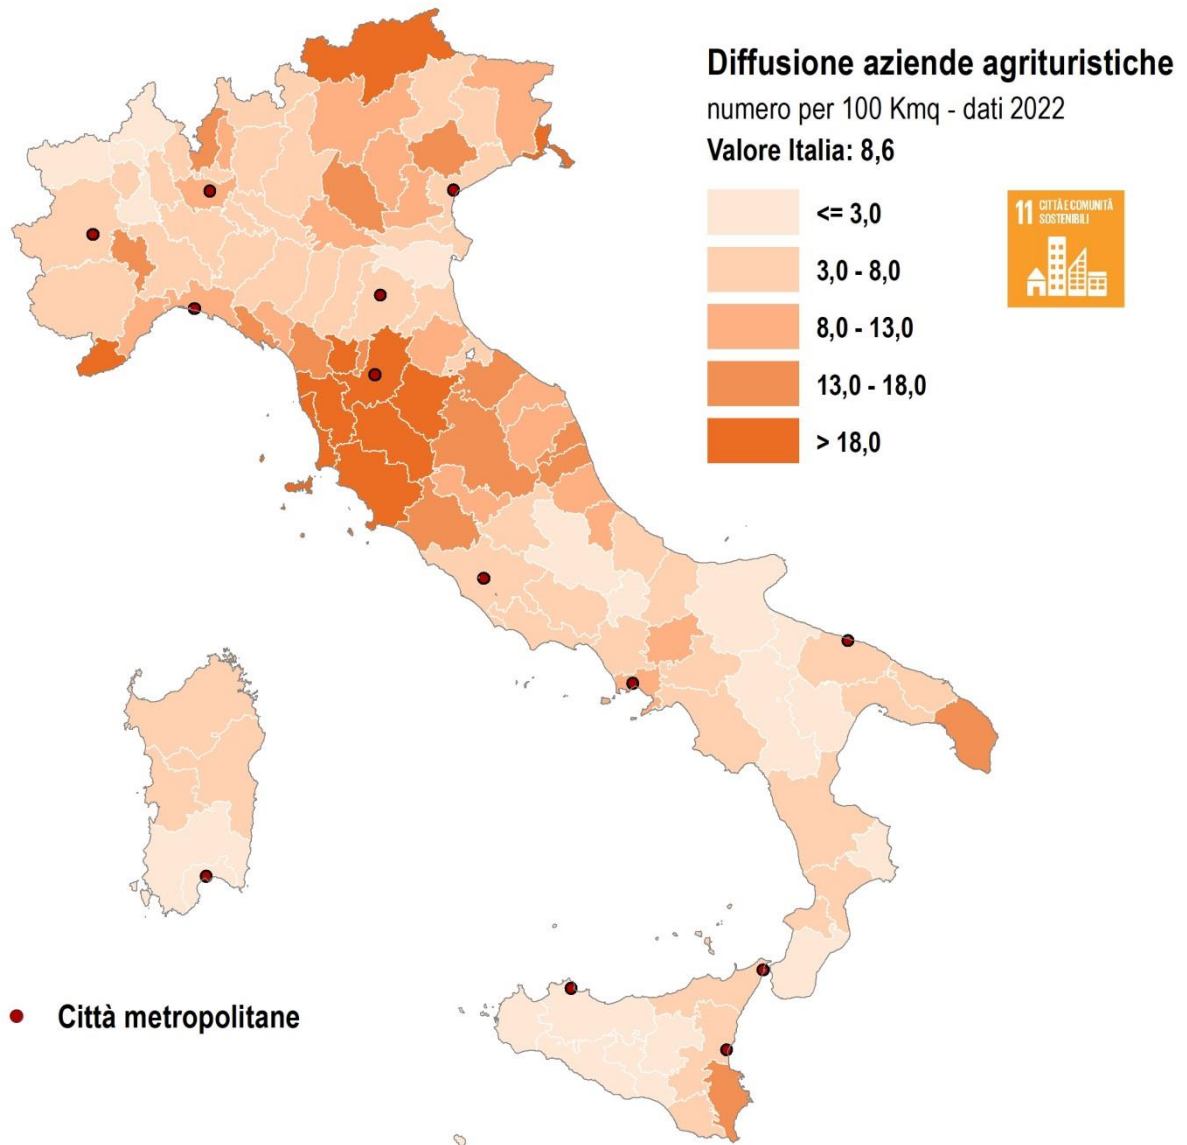 Diffusione aziende agrituristiche
numero per 100 Kmq - dati 2022
Valore Italia: 8,6
<= 3,0
3,0 - 8,0
8,0 - 13,0
13,0 - 18,0
> 18,0
11 CITTÀ E COMUNITÀ
SOSTENIBILI
Città metropolitane